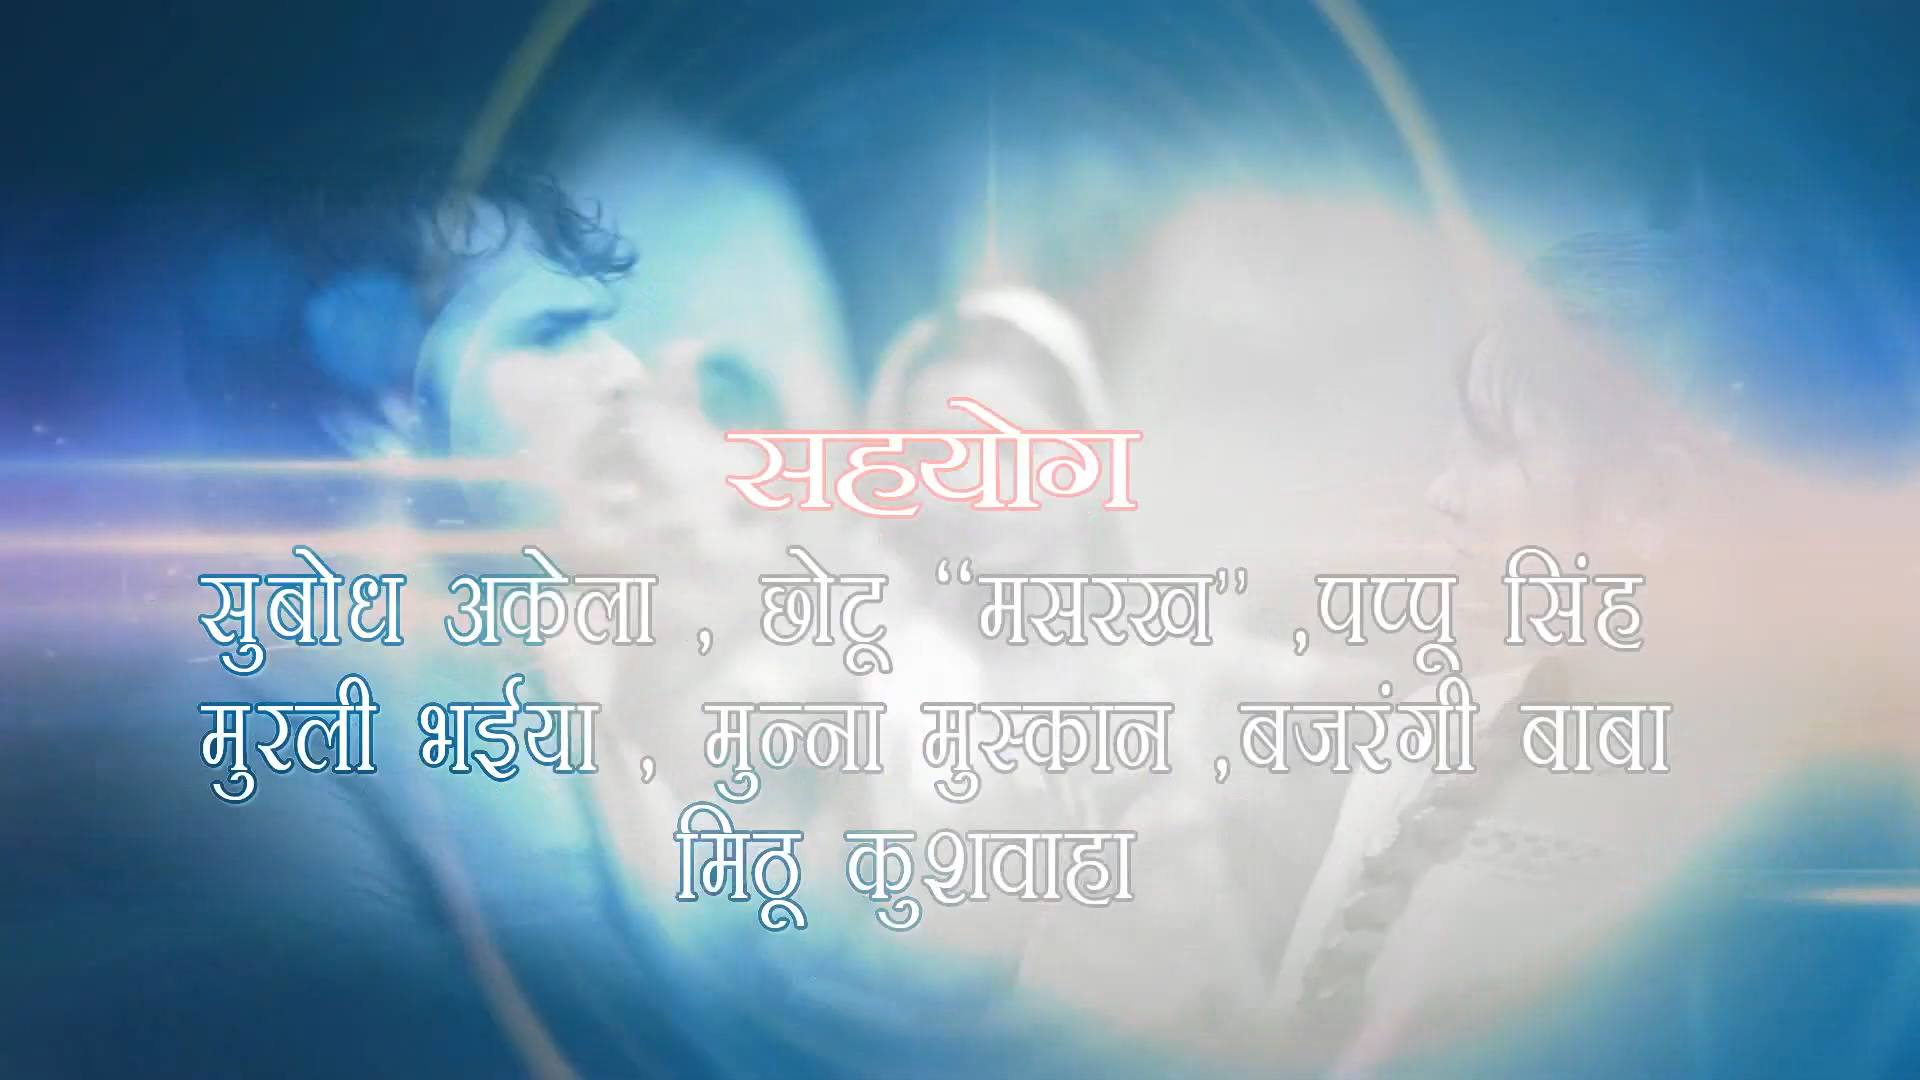 सहयोग
सुबोध अकेला , छोटू “मसरख” ,पप्पू सिंह
मुरली भईया , मुन्ना मुस्कान ,बजरंगी बाबा
मिठू कुशवाहा